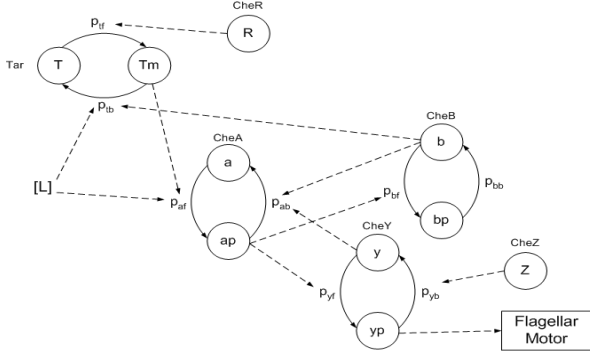 CheR
p_tf
R
Tar
T
Tm
p_tb
CheB
CheA
b
a
[L]
p_af
p_ab
p_bf
p_bb
bp
CheY
ap
y
CheZ
Z
p_yf
p_yb
yp
Flagellar
Motor